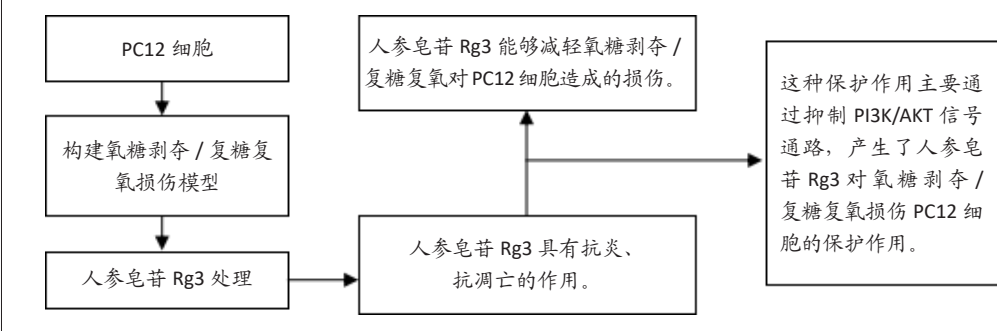 PC12 细胞
构建氧糖剥夺 / 复糖复
氧损伤模型
人参皂苷 Rg3 处理
人参皂苷 Rg3 能够减轻氧糖剥夺 /
复糖复氧对 PC12 细胞造成的损伤。
人参皂苷 Rg3 具有抗炎、
抗凋亡的作用。
这种保护作用主要通
过抑制 PI3K/AKT 信号
通路，产生了人参皂
苷 Rg3 对氧糖剥夺 /
复糖复氧损伤 PC12 细
胞的保护作用。